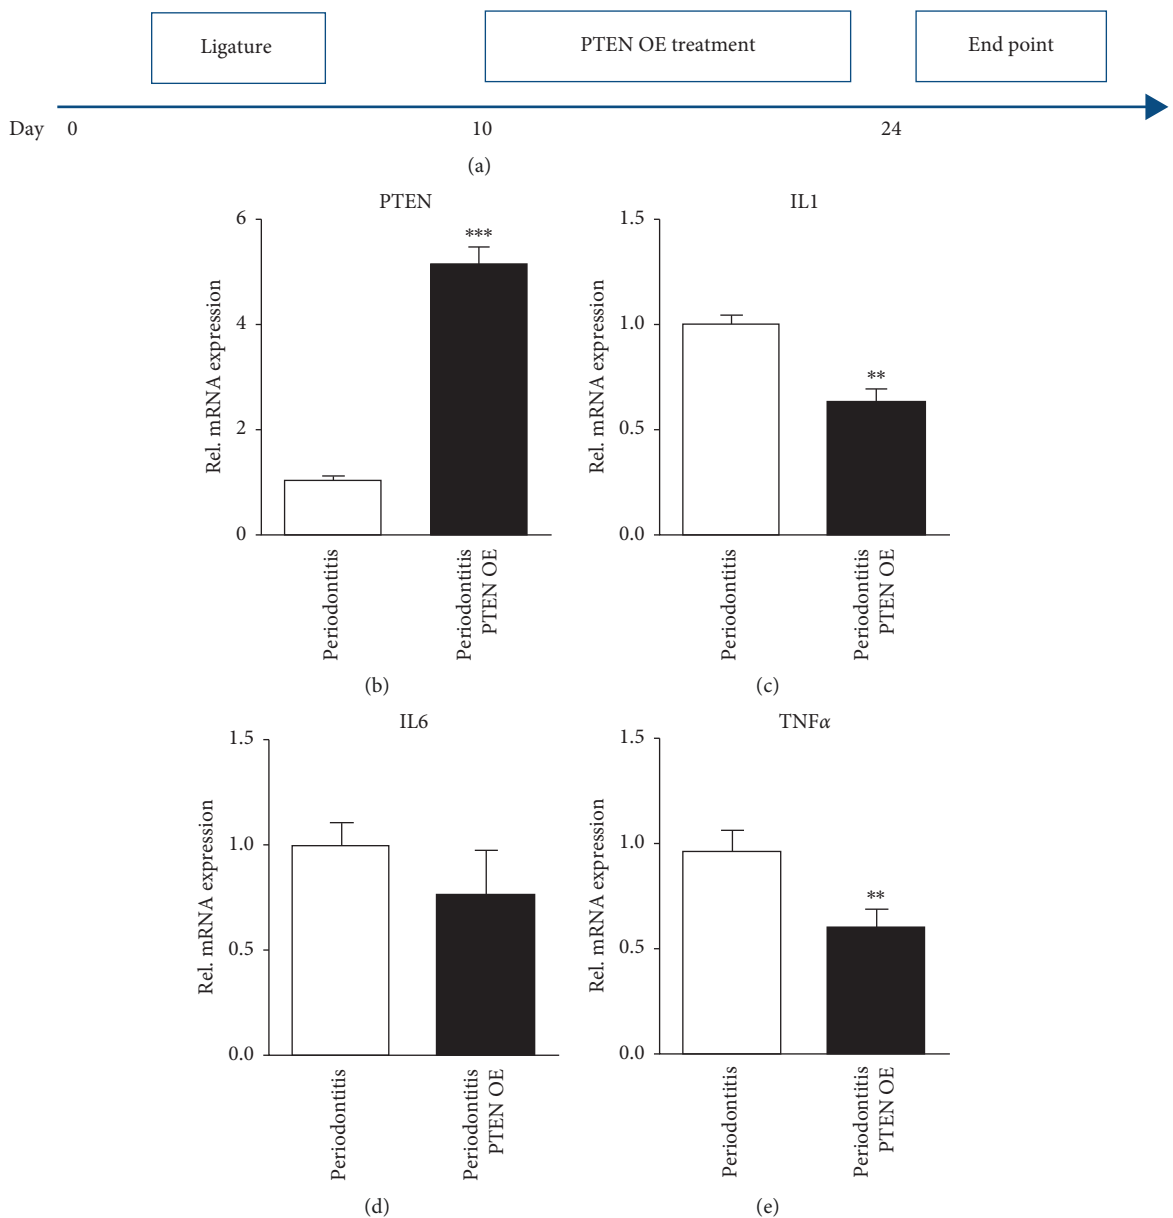 Ligature
PTEN OE treatment
End point
Day 0 10 24
(a)
PTEN
Rel. mRNA expression
6
4
2
0
***
Periodontitis
Periodontitis
PTEN OE
(b)
IL1
Rel. mRNA expression
1.5
1.0
0.5
0.0
**
Periodontitis
Periodontitis
PTEN OE
(c)
IL6
Rel. mRNA expression
1.5
1.0
0.5
0.0
Periodontitis
Periodontitis
PTEN OE
(d)
TNFα
Rel. mRNA expression
1.5
1.0
0.5
0.0
**
Periodontitis
Periodontitis
PTEN OE
(e)